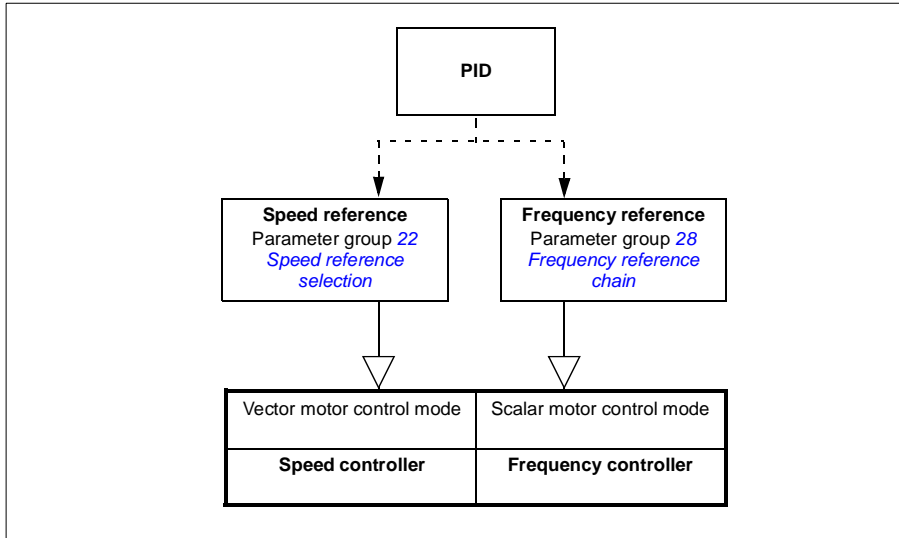 PID
Speed reference
Parameter group 22
Speed reference
selection
Frequency reference
Parameter group 28
Frequency reference
chain
Vector motor control mode
Scalar motor control mode
Speed controller
Frequency controller